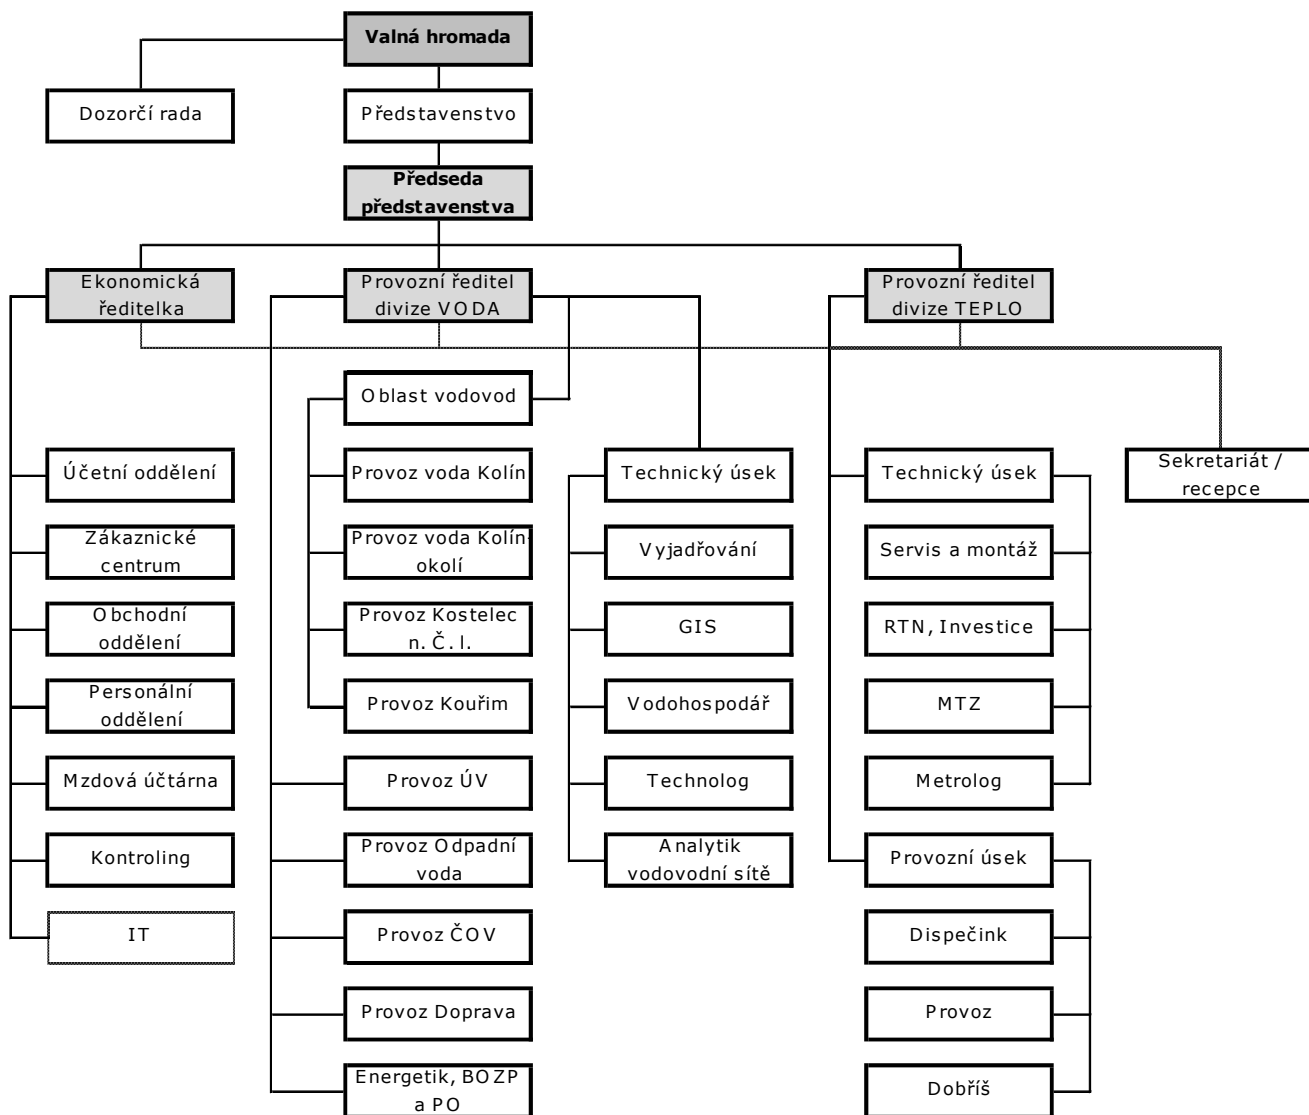 Valná hromada
Dozorčí rada
Představenstvo
Předseda
představenstva
Ekonomická
ředitelka
Provozní ředitel
divize VODA
Provozní ředitel
divize TEPLO
Oblast vodovod
Účetní oddělení
Provoz voda Kolín
Technický úsek
Technický úsek
Sekretariát /
recepce
Zákaznické
centrum
Provoz voda Kolín-
okolí
Vyjadřování
Servis a montáž
Obchodní
oddělení
Provoz Kostelec
n. Č. l.
GIS
RTN, Investice
Personální
oddělení
Provoz Kouřim
Vodohospodář
MTZ
Mzdová účtárna
Provoz ÚV
Technolog
Metrolog
Kontroling
Provoz Odpadní
voda
Analytik
vodovodní sítě
Provozní úsek
IT
Provoz ČOV
Dispečink
Provoz Doprava
Provoz
Energetik, BOZP
a PO
Dobříš